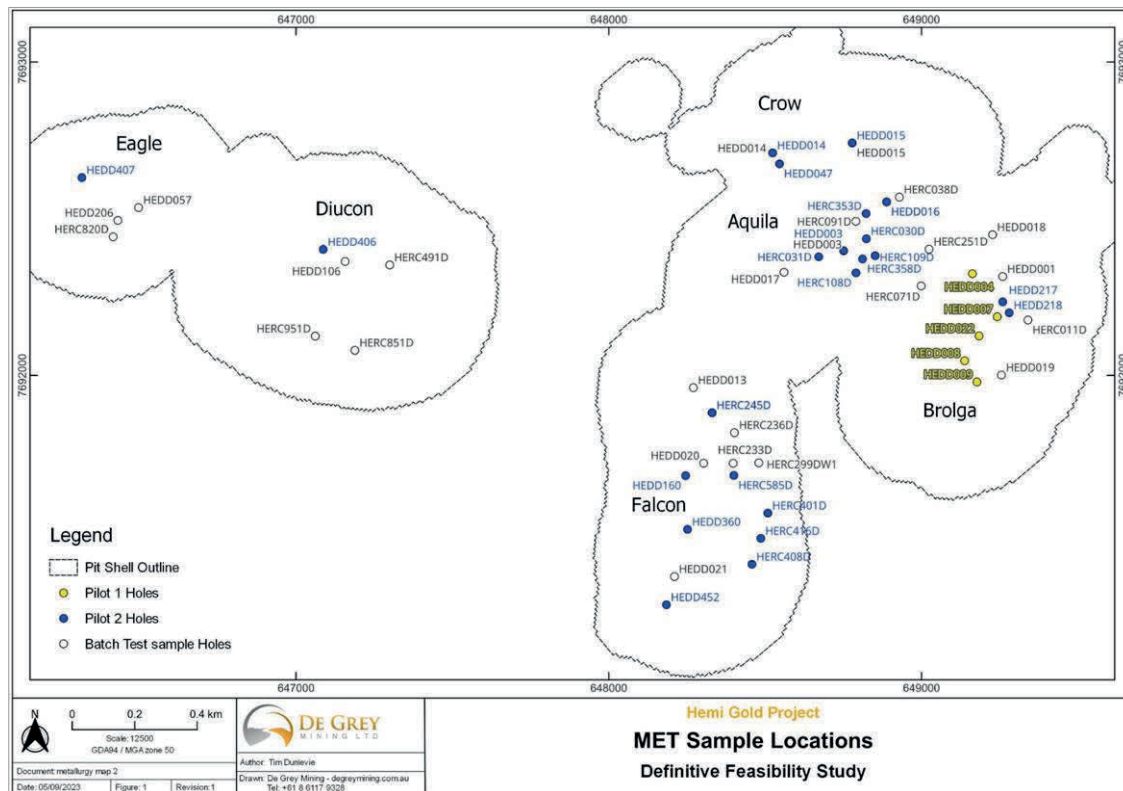 647000
648000
649000
7693000
7693000
Crow
Eagle
HEDD015
HEDD014
HEDD014
HEDD015
HEDD407
HEDD047
HERC038D
HEDD057
HERC353D
HEDD206
Diucon
Aquila
HERC091D
HEDD016
HERC820D
HEDD003
HERC030D
HEDD018
HEDD406
HEDD003
HERC251D
HEDD106
HERC491D
HERC031D
HERC109D
HERC358D
HEDD001
HEDD017
HERC108D
HERC071D
HEDD004
HEDD217
HEDD007
HEDD218
HERC951D
HEDD022
HERC011D
HERC851D
HEDD008
7692000
HEDD013
HEDD009
HEDD019
7692000
HERC245D
Brolga
HERC236D
HEDD020
HERC233D
HERC299DW1
HEDD160
HERC585D
Falcon
HERC401D
HEDD360
HERC416D
HERC408D
HEDD021
HEDD452
Legend
Pit Shell Outline
Pilot 1 Holes
Pilot 2 Holes
Batch Test sample Holes
647000
648000
649000
N
0 0.2 0.4 km
Scale: 12500
GDA94 / MGA zone 50
Document: metallurgy map 2
Date: 05/09/2023 Figure: 1 Revision: 1
DE GREY
MINING LTD
Author: Tim Dunlevie
Drawn: De Grey Mining - degreymining.com.au
Tel: +61 8 6117 9328
Hemi Gold Project
MET Sample Locations
Definitive Feasibility Study